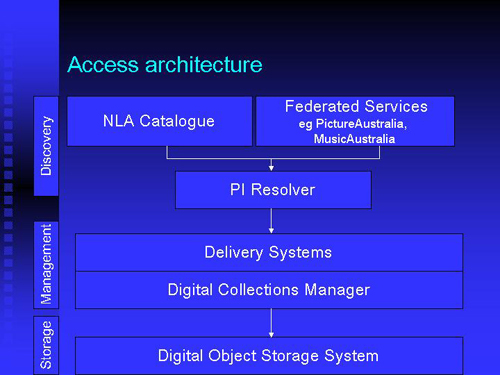 Access architecture
Discovery
NLA Catalogue
Federated Services
eg PictureAustralia,
MusicAustralia
PI Resolver
Management
Delivery Systems
Digital Collections Manager
Storage
Digital Object Storage System